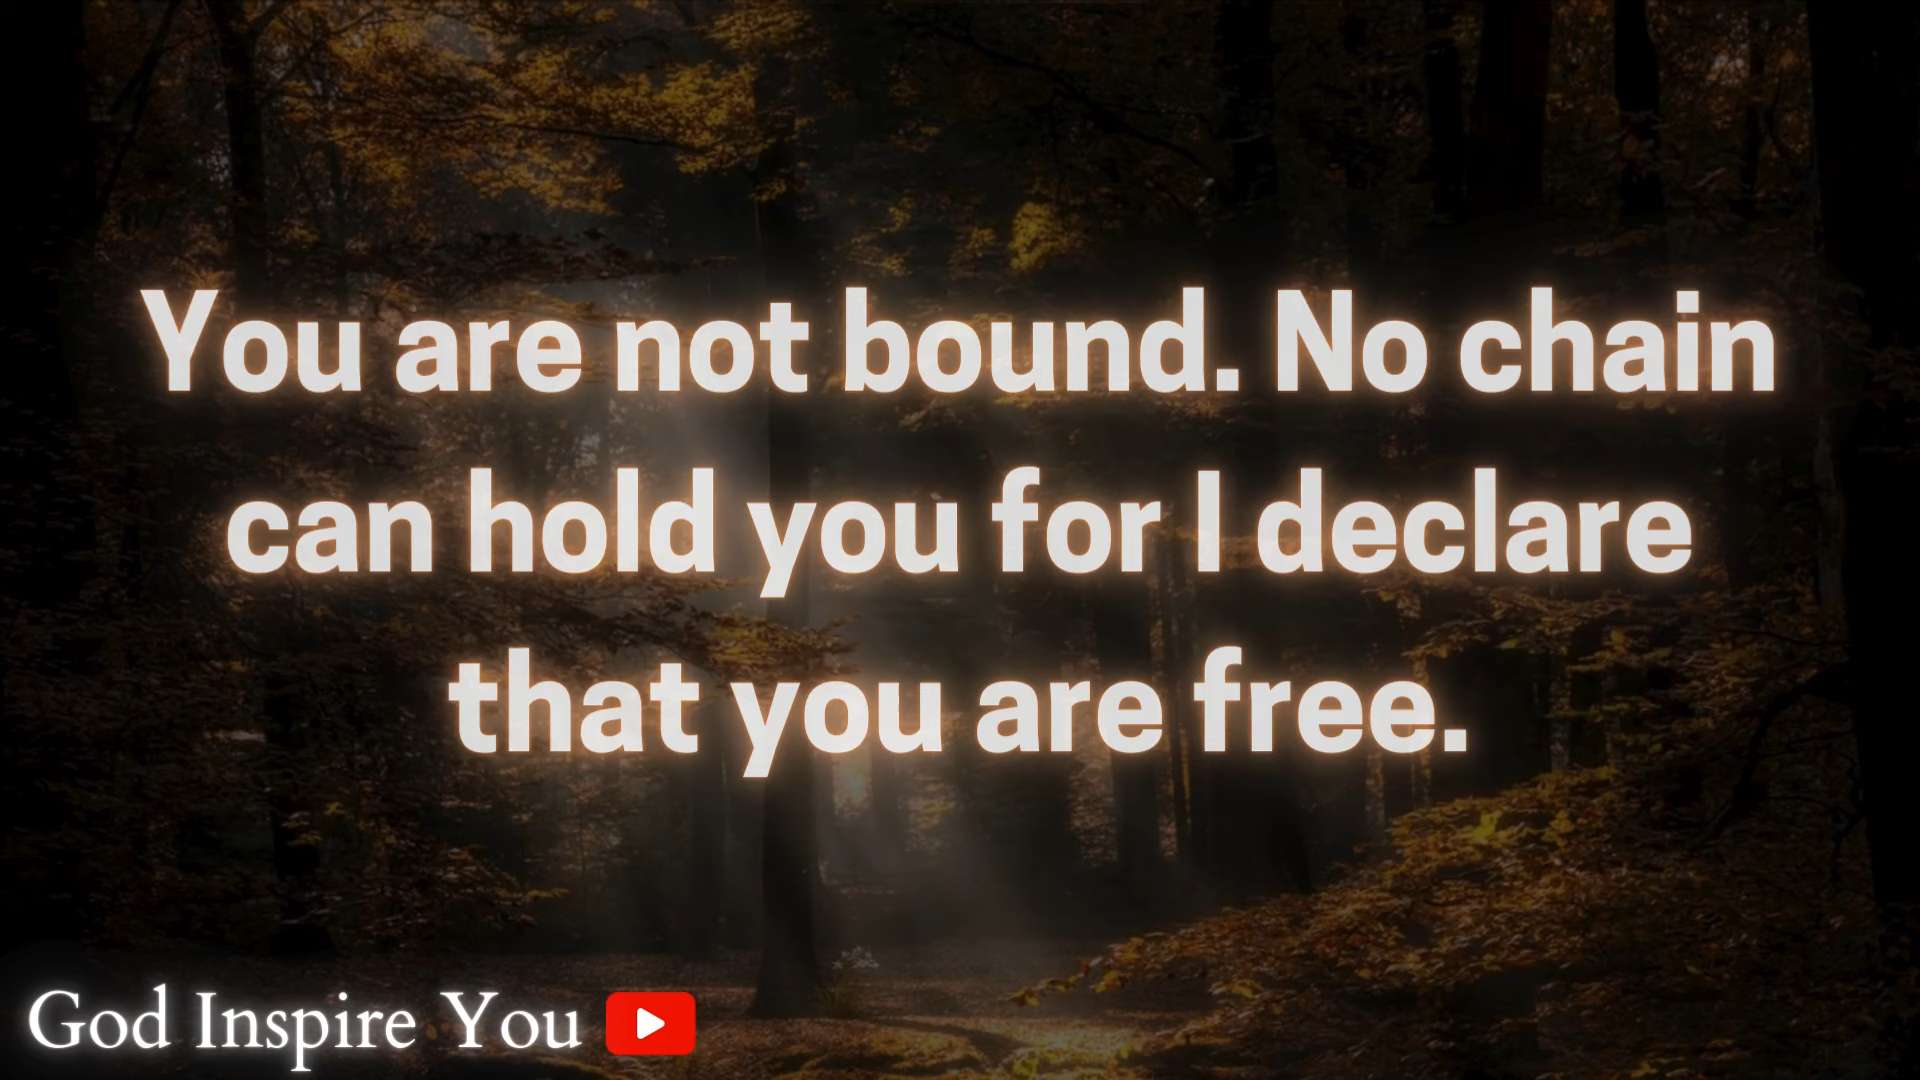 You are not bound. No chain
can hold you for I declare
that you are free.
God Inspire You